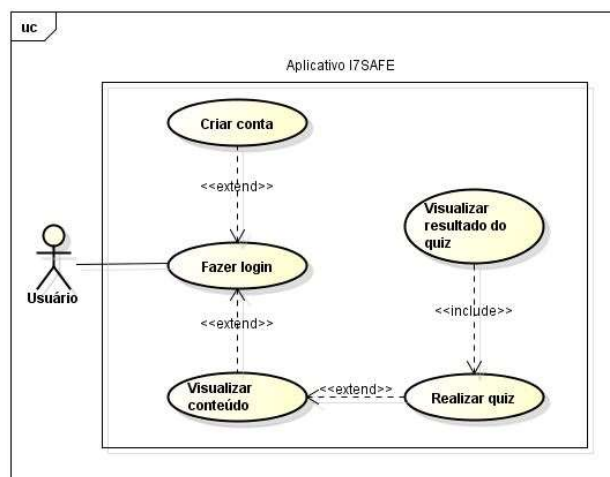 uc
Aplicativo I7SAFE
Criar conta
<<extend>>
Visualizar
resultado do
quiz
Fazer login
Usuário
<<include>>
<<extend>>
Visualizar
conteúdo
<<extend>>
Realizar quiz